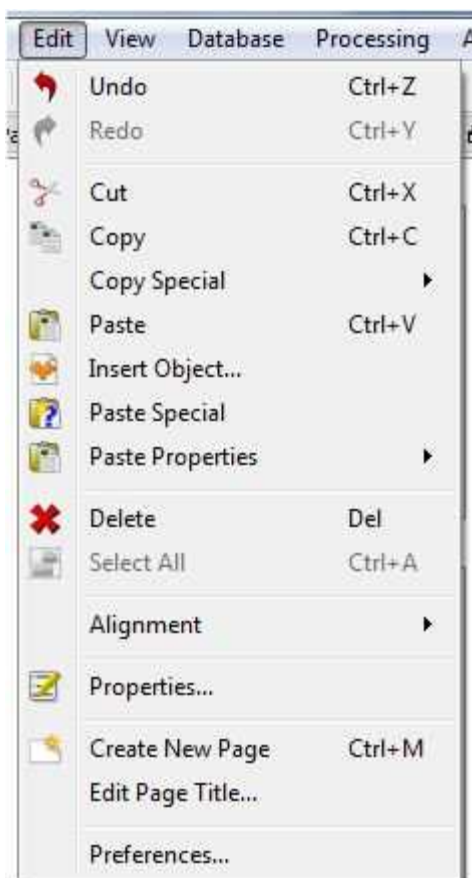 Edit View Database Processing
Undo Ctrl+Z
Redo Ctrl+Y
Cut Ctrl+X
Copy Ctrl+C
Copy Special
Paste Ctrl+V
Insert Object...
Paste Special
Paste Properties
Delete Del
Select All Ctrl+A
Alignment
Properties...
Create New Page Ctrl+M
Edit Page Title...
Preferences...